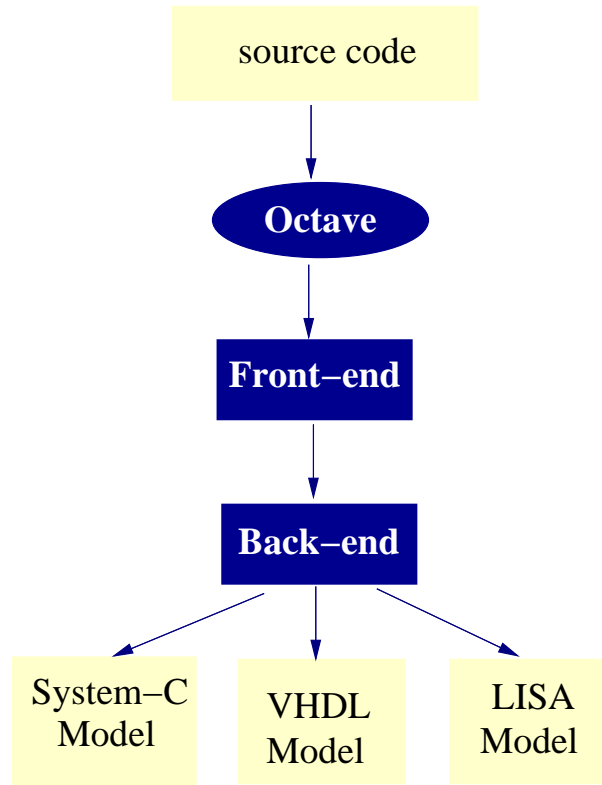 source code
Octave
Front−end
Back−end
System−C
Model
VHDL
Model
LISA
Model